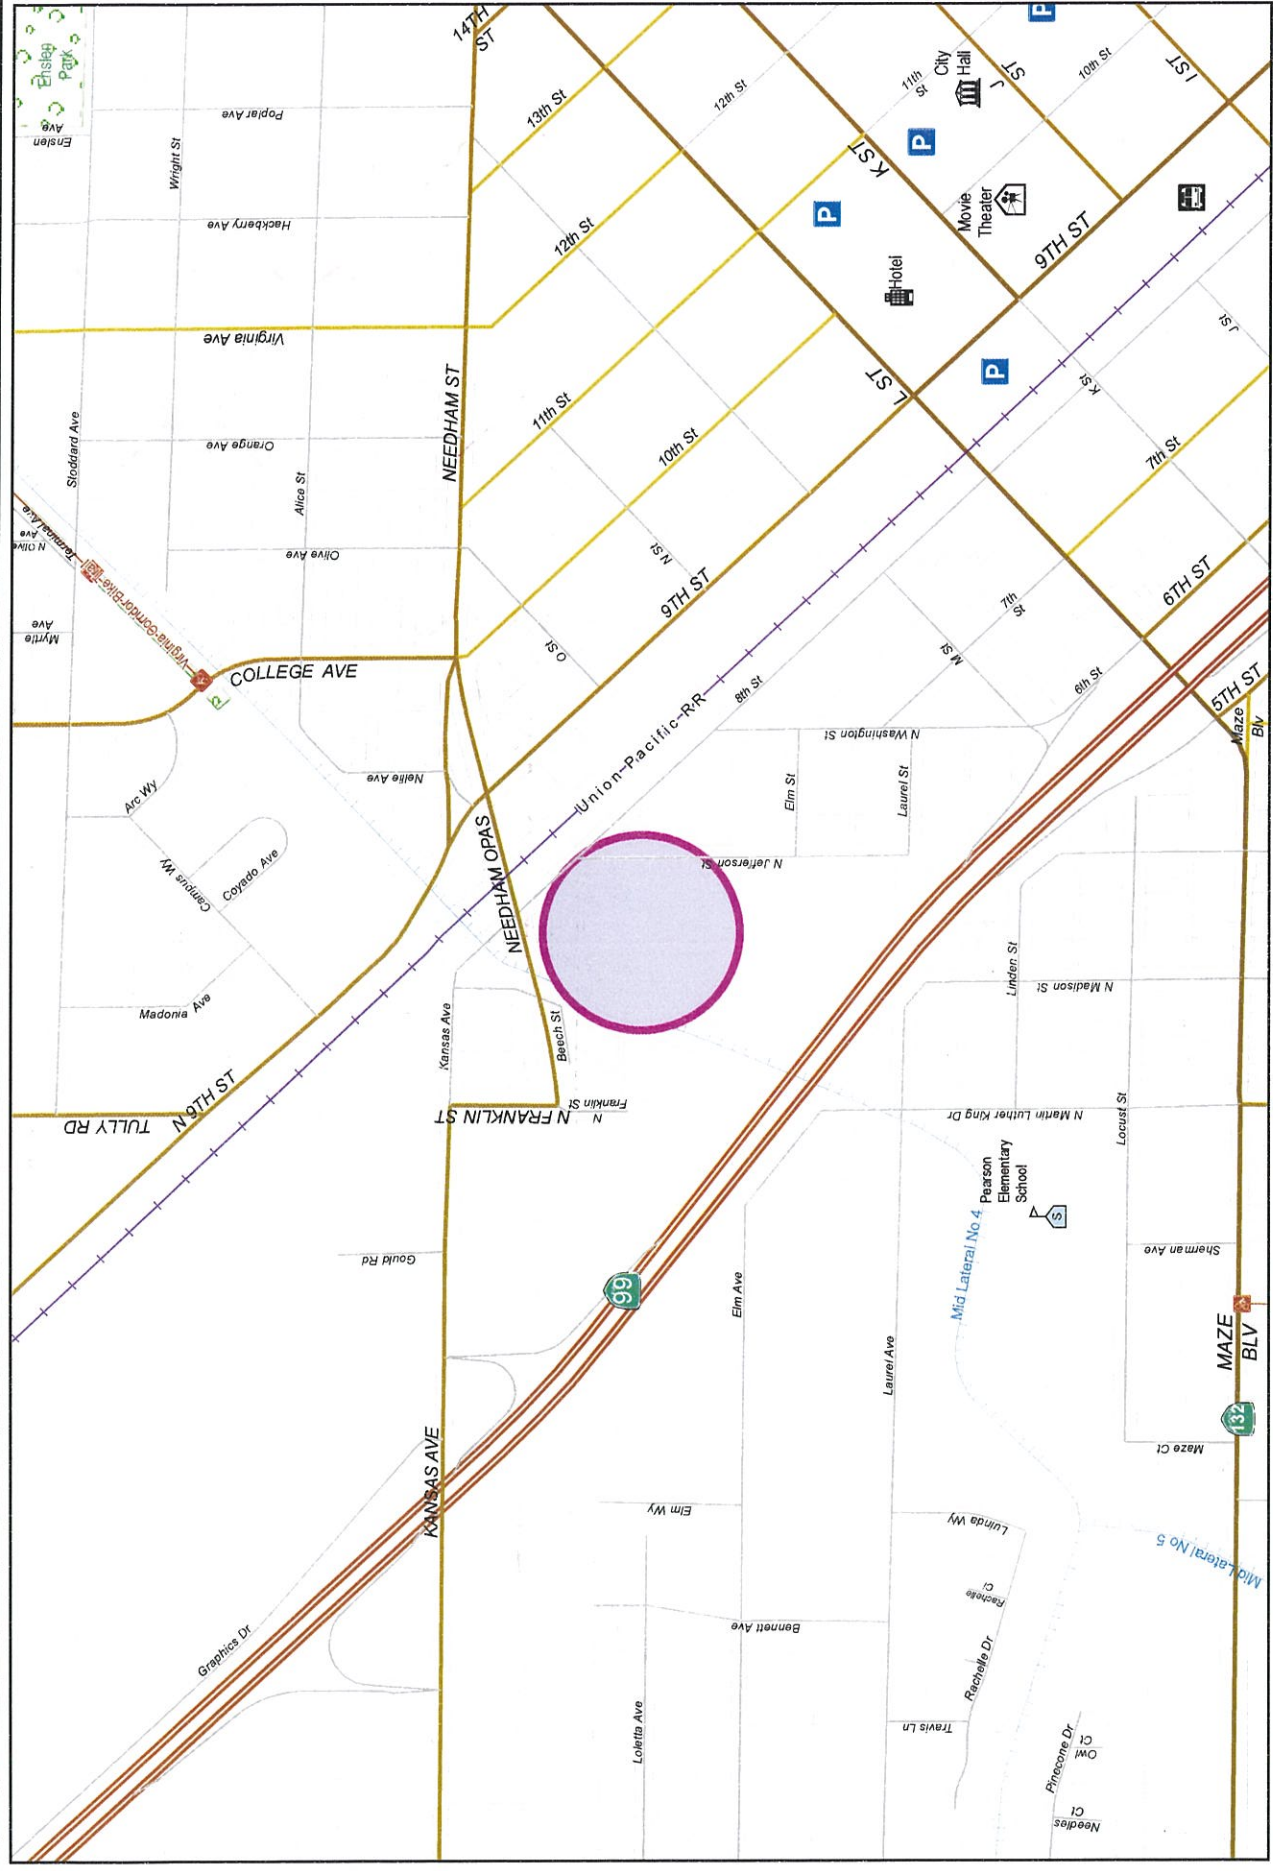 Enslen
Park
Enslen
Ave
Poplar Ave
Wright St
Hackberry Ave
Virginia Ave
Stoddard Ave
Orange Ave
Alice St
Olive Ave
N Olive
Ave
Terminal Ave
Virginia Corridor Bike Trail
Myrtle
Ave
COLLEGE AVE
NEEDHAM ST
14TH
ST
13th St
12th St
12th St
11th
St
City
Hall
J
ST
10th St
I ST
P
P
P
P
K ST
Movie
Theater
Hotel
9TH ST
L ST
11th St
10th St
N St
9TH ST
O St
J St
K St
7th St
6TH ST
7th
St
M St
6th St
5TH ST
Maze
Blv
8th St
Union Pacific RR
N Washington St
Elm St
Laurel St
N Jefferson St
Nellie Ave
NEEDHAM OPAS
Arc Wy
Campus Wy
Coyado Ave
Madonia Ave
Kansas Ave
Beech St
N
Franklin St
N FRANKLIN ST
N 9TH ST
TULLY RD
Linden St
N Madison St
N Martin Luther King Dr
Locust St
Pearson
Elementary
School
S
Mid Lateral No 4
Sherman Ave
Gould Rd
99
Elm Ave
Laurel Ave
MAZE
BLV
132
Maze Ct
KANSAS AVE
Elm Wy
Luinda Wy
Mid Lateral No 5
Rachelle
Ct
Bennett Ave
Graphics Dr
Rachelle Dr
Loletta Ave
Travis Ln
Pinecone Dr
Owl
Ct
Needles
Ct